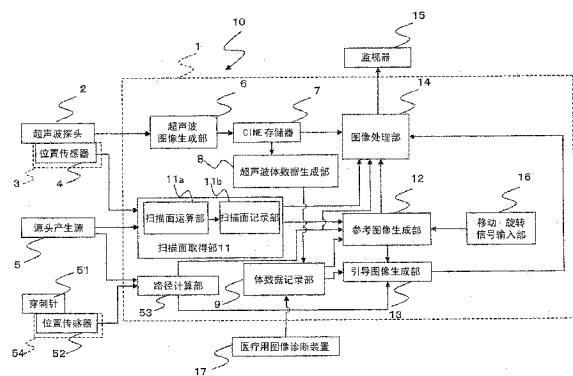 10
15
监视器
1
2
6
7
14
超声波探头
位置传感器
3
4
超声波
图像生成部
CINE存储器
图像处理部
8
超声波体数据生成部
11a
11b
12
16
扫描面运算部
扫描面记录部
扫描面取得部11
参考图像生成部
移动·旋转
信号输入部
源头产生源
5
51
路径计算部
53
体数据记录部
9
引导图像生成部
13
穿刺针
位置传感器
54
52
医疗用图像诊断装置
17